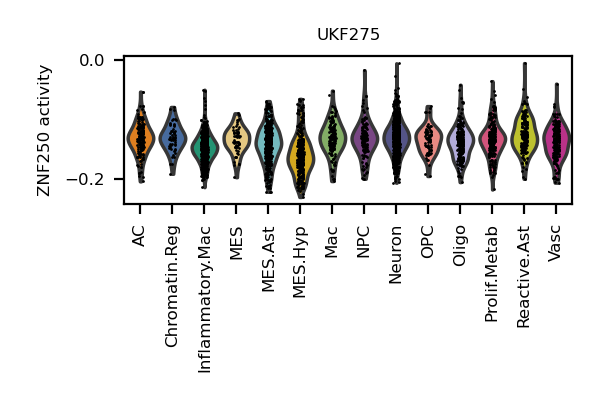 UKF275
ZNF250 activity
0.0
−0.2
AC
Chromatin.Reg
Inflammatory.Mac
MES
MES.Ast
MES.Hyp
Mac
NPC
Neuron
OPC
Oligo
Prolif.Metab
Reactive.Ast
Vasc